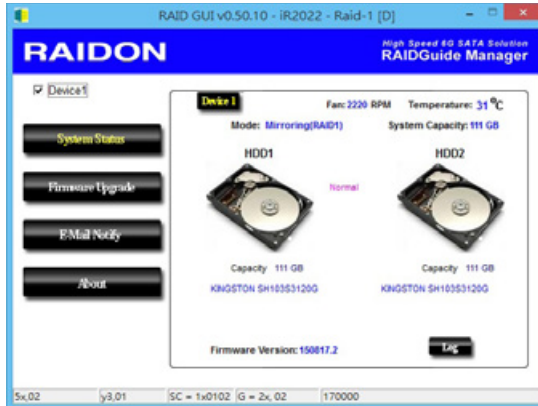 RAID GUI v0.50.10 - iR2022 - Raid-1 [D]
RAIDON
High Speed 6G SATA Solution
RAIDGuide Manager
Device1
Device 1
Fan: 2220 RPM
Temperature: 31 °C
Mode: Mirroring(RAID1)
System Capacity: 111 GB
System Status
Firmware Upgrade
E-Mail Notify
About
HDD1
HDD2
Normal
Capacity 111 GB
Capacity 111 GB
KINGSTON SH103S3120G
KINGSTON SH103S3120G
Firmware Version: 150817.2
Log
5x,02
y3,01
SC = 1x0102
G = 2x, 02
170000